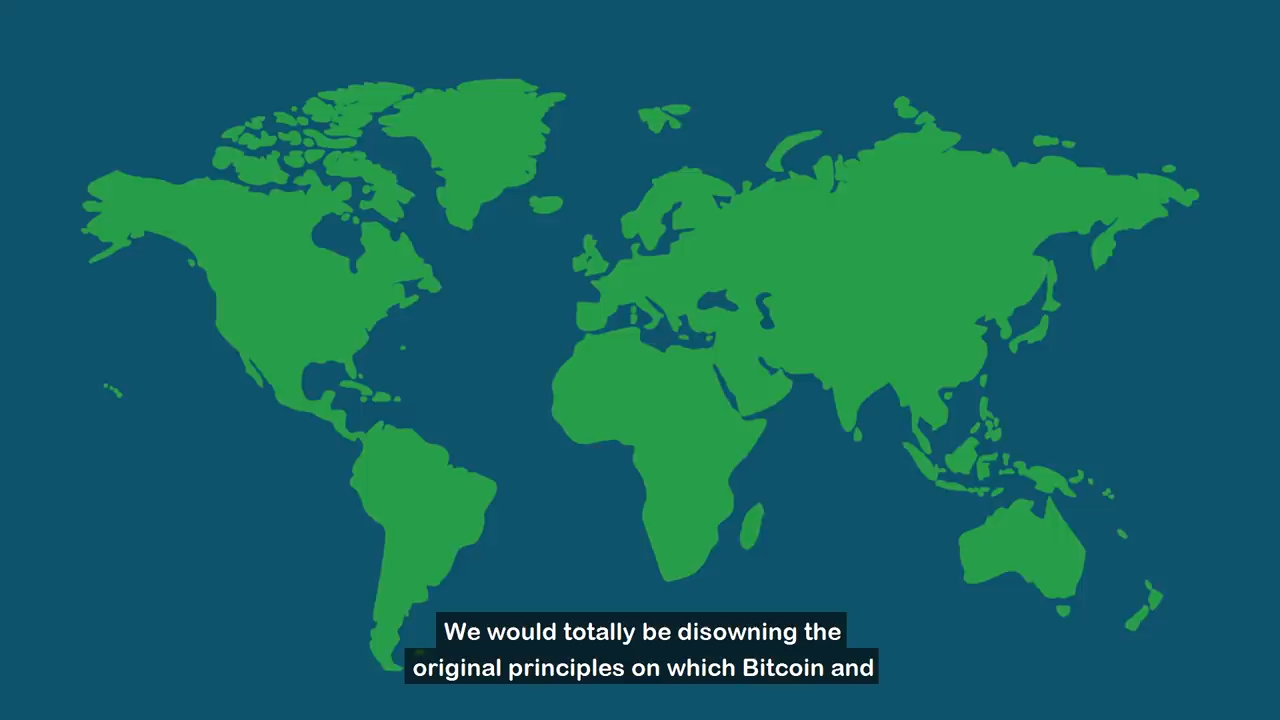 We would totally be disowning the
original principles on which Bitcoin and